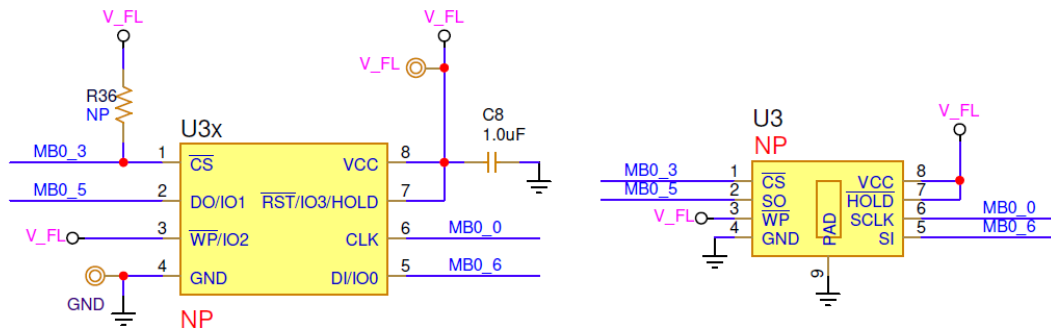 V_FL
V_FL
V_FL
R36
NP
C8
1.0uF
U3x
MB0_3
1
CS
VCC
8
MB0_5
2
DO/IO1
RST/IO3/HOLD
7
V_FL
3
WP/IO2
CLK
6
MB0_0
4
GND
DI/IO0
5
MB0_6
GND
NP
V_FL
U3
NP
MB0_3
1
CS
VCC
8
MB0_5
2
SO
HOLD
7
V_FL
3
WP
SCLK
6
MB0_0
4
GND
SI
5
MB0_6
PAD
9